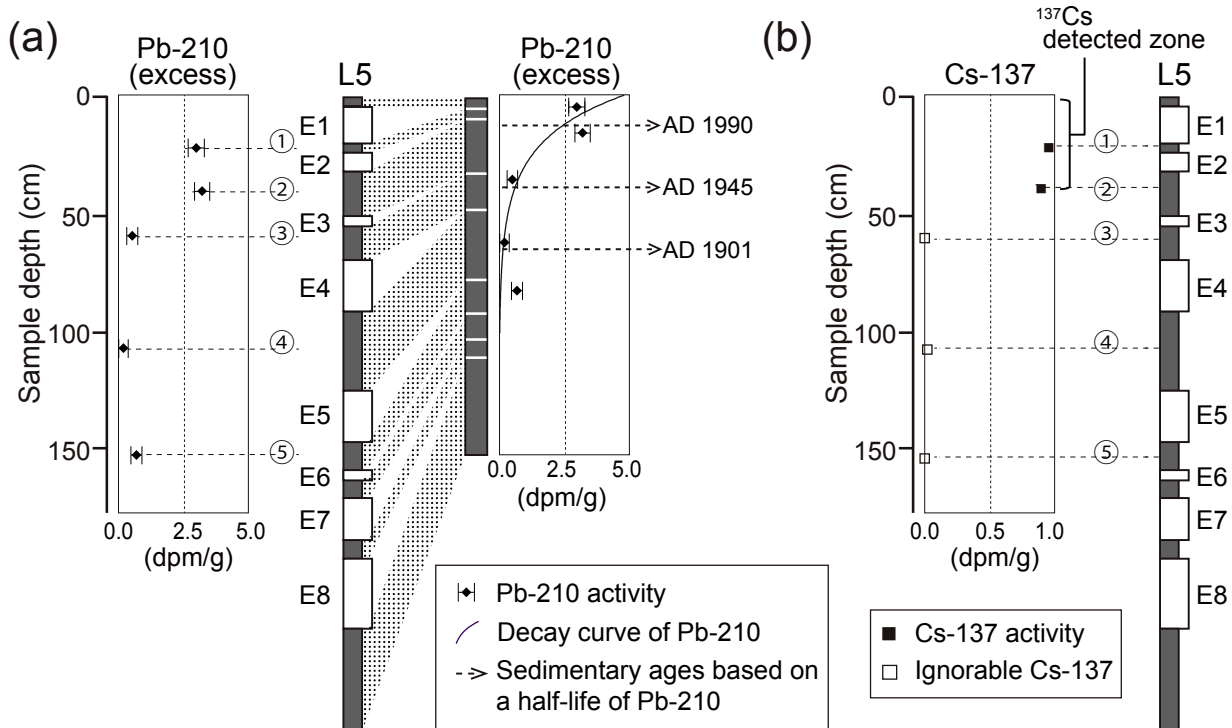 (a)
Pb-210
(excess)
L5
Pb-210
(excess)
0
50
100
150
Sample depth (cm)
①
②
③
④
⑤
E1
E2
E3
E4
E5
E6
E7
E8
AD 1990
AD 1945
AD 1901
0.0 2.5 5.0
(dpm/g)
0.0 2.5 5.0
(dpm/g)
Pb-210 activity
Decay curve of Pb-210
Sedimentary ages based on
a half-life of Pb-210
(b)
137Cs
detected zone
Cs-137
L5
0
50
100
150
Sample depth (cm)
①
②
③
④
⑤
E1
E2
E3
E4
E5
E6
E7
E8
0.0 0.5 1.0
(dpm/g)
Cs-137 activity
Ignorable Cs-137